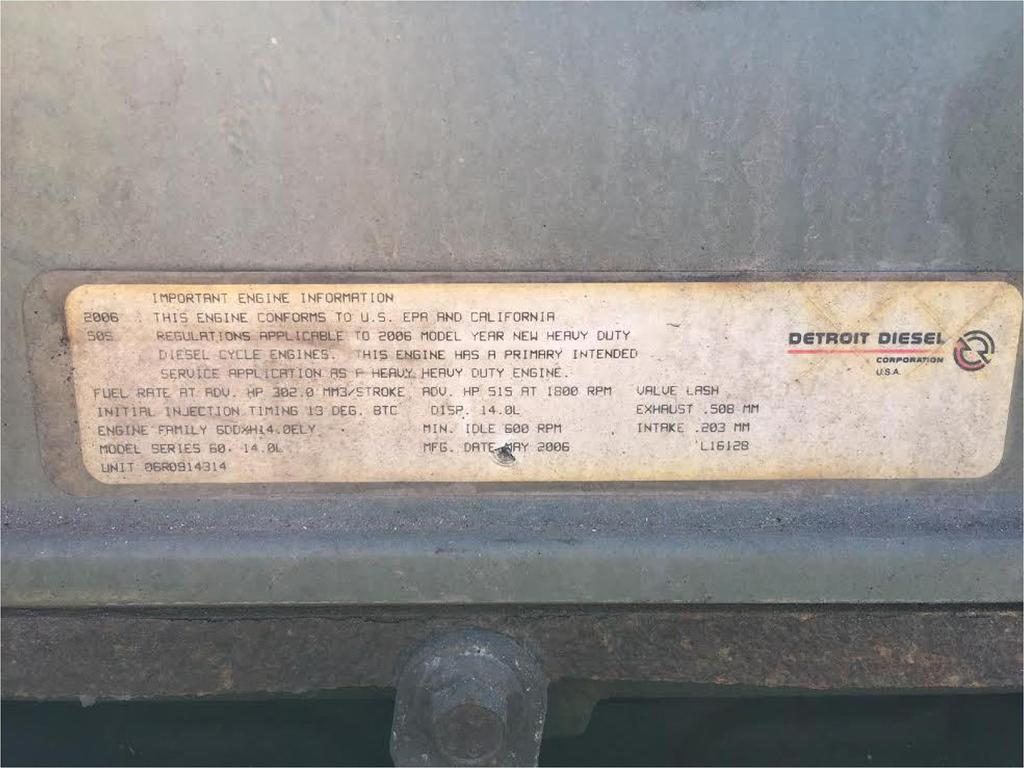 IMPORTANT ENGINE INFORMATION
2006 THIS ENGINE CONFORMS TO U.S. EPA AND CALIFORNIA
50S REGULATIONS APPLICABLE TO 2006 MODEL YEAR NEW HEAVY DUTY
DIESEL CYCLE ENGINES. THIS ENGINE HAS A PRIMARY INTENDED
SERVICE APPLICATION AS A HEAVY, HEAVY DUTY ENGINE.
FUEL RATE AT ADV. HP 302.0 MM3/STROKE ADV. HP 515 AT 1800 RPM VALVE LASH
INITIAL INJECTION TIMING 13 DEG. BTC DISP. 14.0L EXHAUST .508 MM
ENGINE FAMILY 6DDXH14.0ELY MIN. IDLE 600 RPM INTAKE .203 MM
MODEL SERIES 60, 14.0L MFG. DATE MAY 2006 L16128
UNIT 06R0914314
DETROIT DIESEL
CORPORATION
U.S.A.